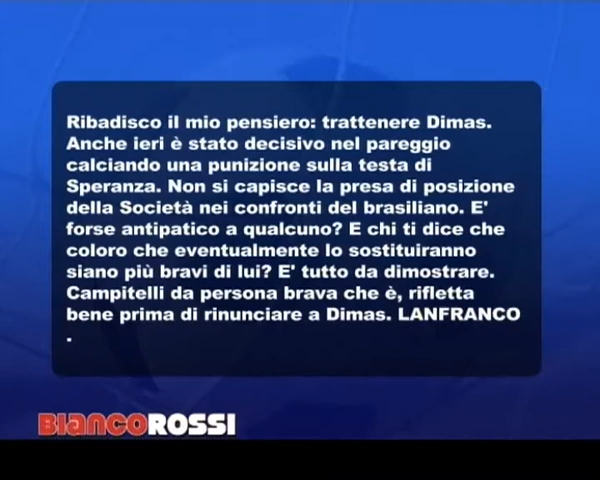 Ribadisco il mio pensiero: trattenere Dimas.
Anche ieri è stato decisivo nel pareggio
calciando una punizione sulla testa di
Speranza. Non si capisce la presa di posizione
della Società nei confronti del brasiliano. E'
forse antipatico a qualcuno? E chi ti dice che
coloro che eventualmente lo sostituiranno
siano più bravi di lui? E' tutto da dimostrare.
Campitelli da persona brava che è, rifletta
bene prima di rinunciare a Dimas. LANFRANCO
.
BIANCOROSSI